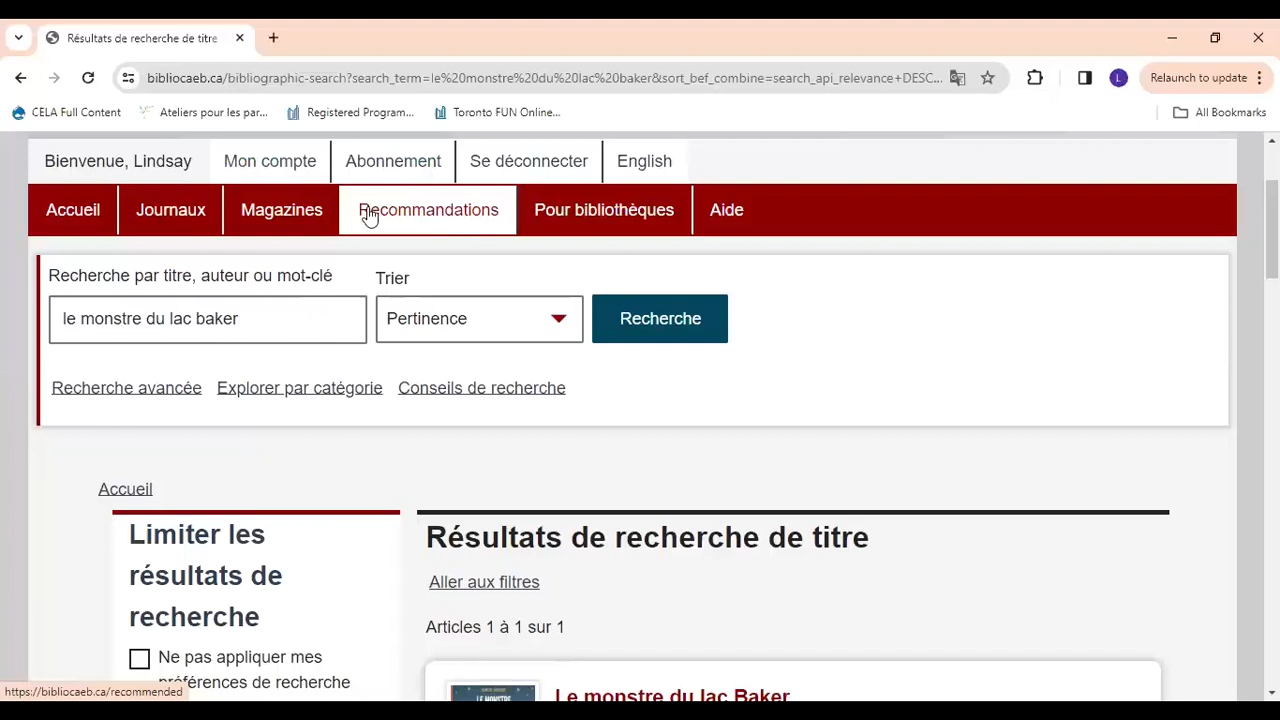 Résultats de recherche de titre
bibliocaeb.ca/bibliographic-search?search_term=le%20monstre%20du%20lac%20baker&sort_bef_combine=search_api_relevance+DESC...
L
Relaunch to update
CELA Full Content
Ateliers pour les par...
Registered Program...
Toronto FUN Online...
All Bookmarks
Bienvenue, Lindsay
Mon compte
Abonnement
Se déconnecter
English
Accueil
Journaux
Magazines
Recommandations
Pour bibliothèques
Aide
Recherche par titre, auteur ou mot-clé
Trier
le monstre du lac baker
Pertinence
Recherche
Recherche avancée
Explorer par catégorie
Conseils de recherche
Accueil
Limiter les
résultats de
recherche
Ne pas appliquer mes
préférences de recherche
Résultats de recherche de titre
Aller aux filtres
Articles 1 à 1 sur 1
LE MONSTRE
Le monstre du lac Baker
https://bibliocaeb.ca/recommended